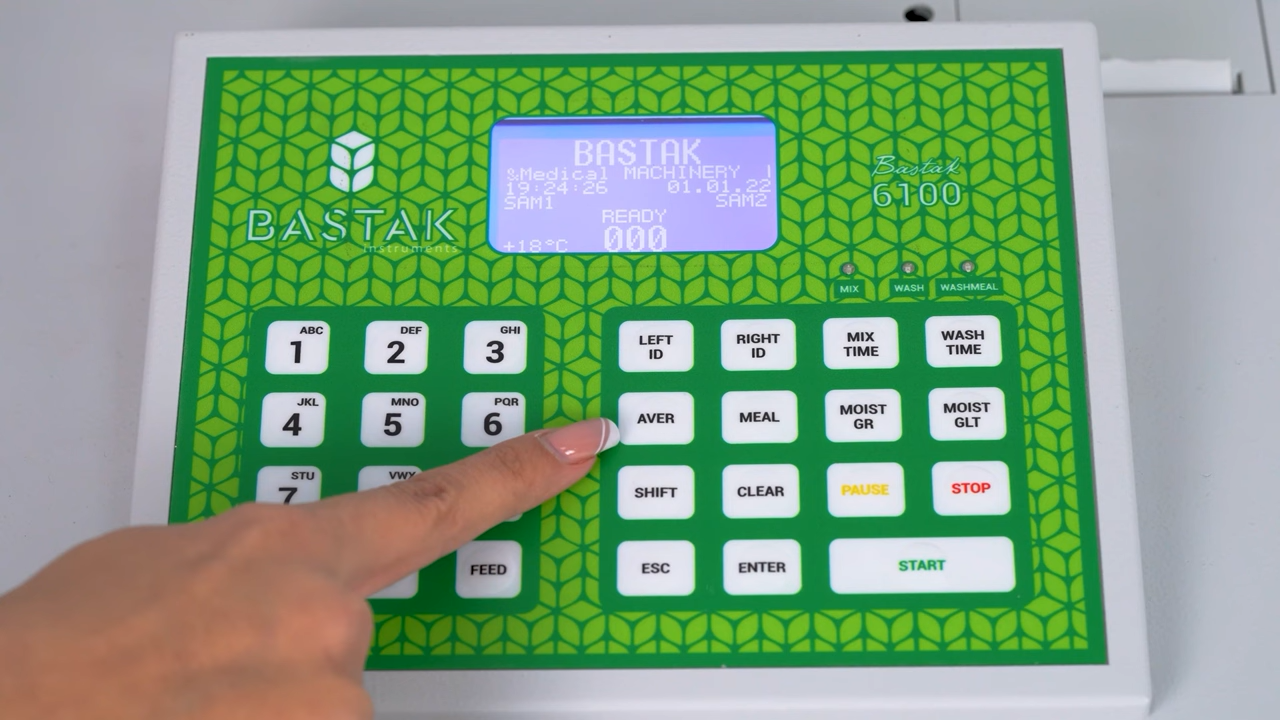 BASTAK
&Medical MACHINERY |
19:24:26 01.01.22
SAM1 SAM2
READY
+18°C 000
BASTAK
instruments
Bastak
6100
MIX WASH WASHMEAL
ABC DEF GHI
1 2 3
JKL MNO PQR
4 5 6
STU VWX
7
FEED
LEFT ID
RIGHT ID
MIX TIME
WASH TIME
AVER MEAL
MOIST GR
MOIST GLT
SHIFT CLEAR PAUSE STOP
ESC ENTER START